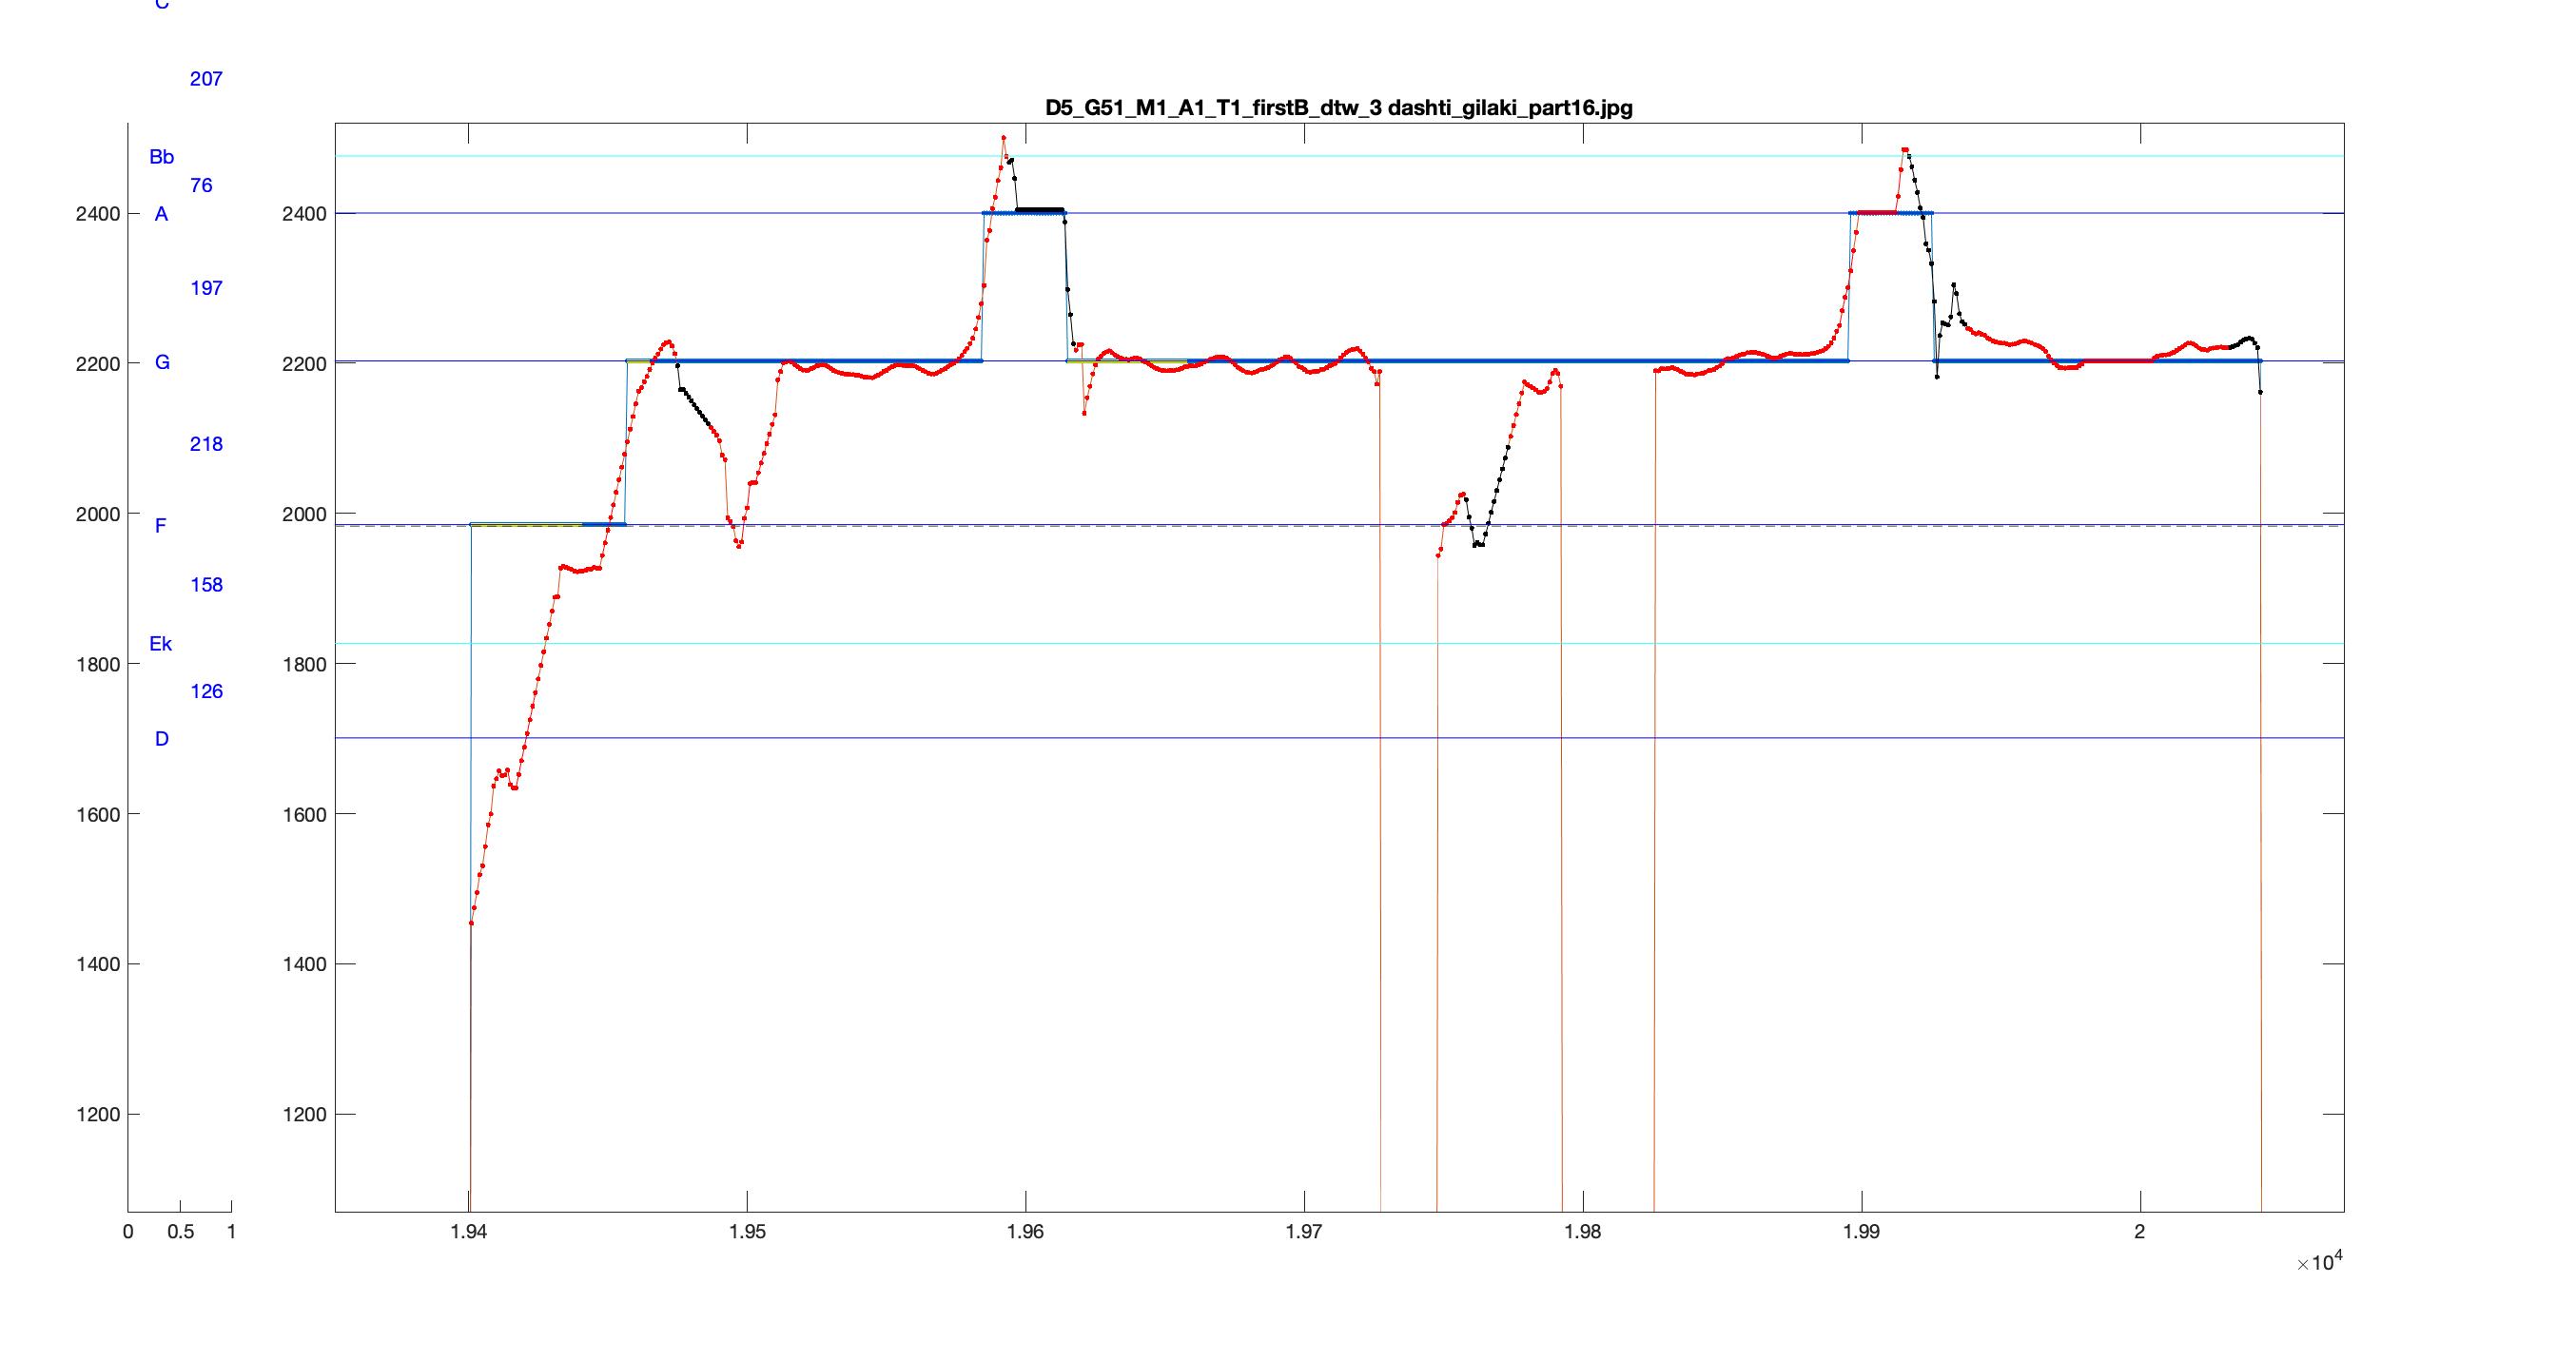 C
207
D5_G51_M1_A1_T1_firstB_dtw_3 dashti_gilaki_part16.jpg
Bb
76
2400 A 2400
197
2200 G 2200
218
2000 F 2000
158
Ek
1800 1800
126
D
1600 1600
1400 1400
1200 1200
0 0.5 1 1.94 1.95 1.96 1.97 1.98 1.99 2
×10⁴